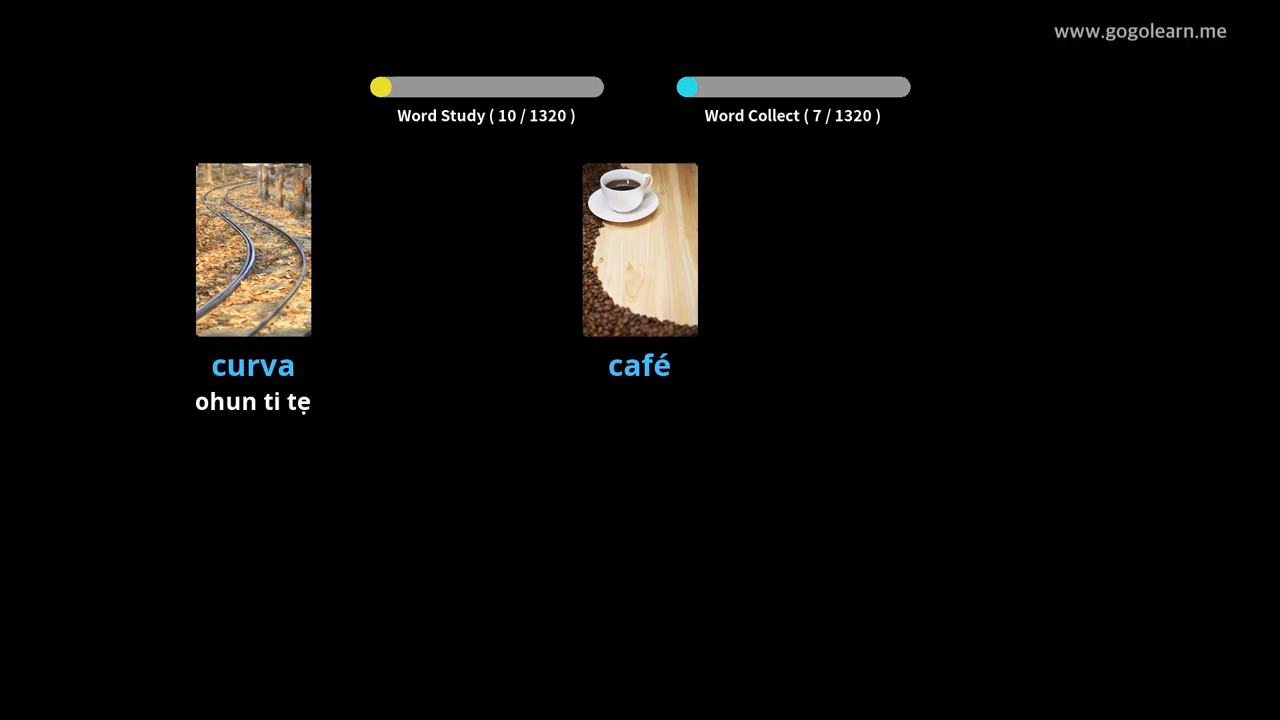 www.gogolearn.me
Word Study ( 10 / 1320 )
Word Collect ( 7 / 1320 )
curva
café
ohun ti tẹ